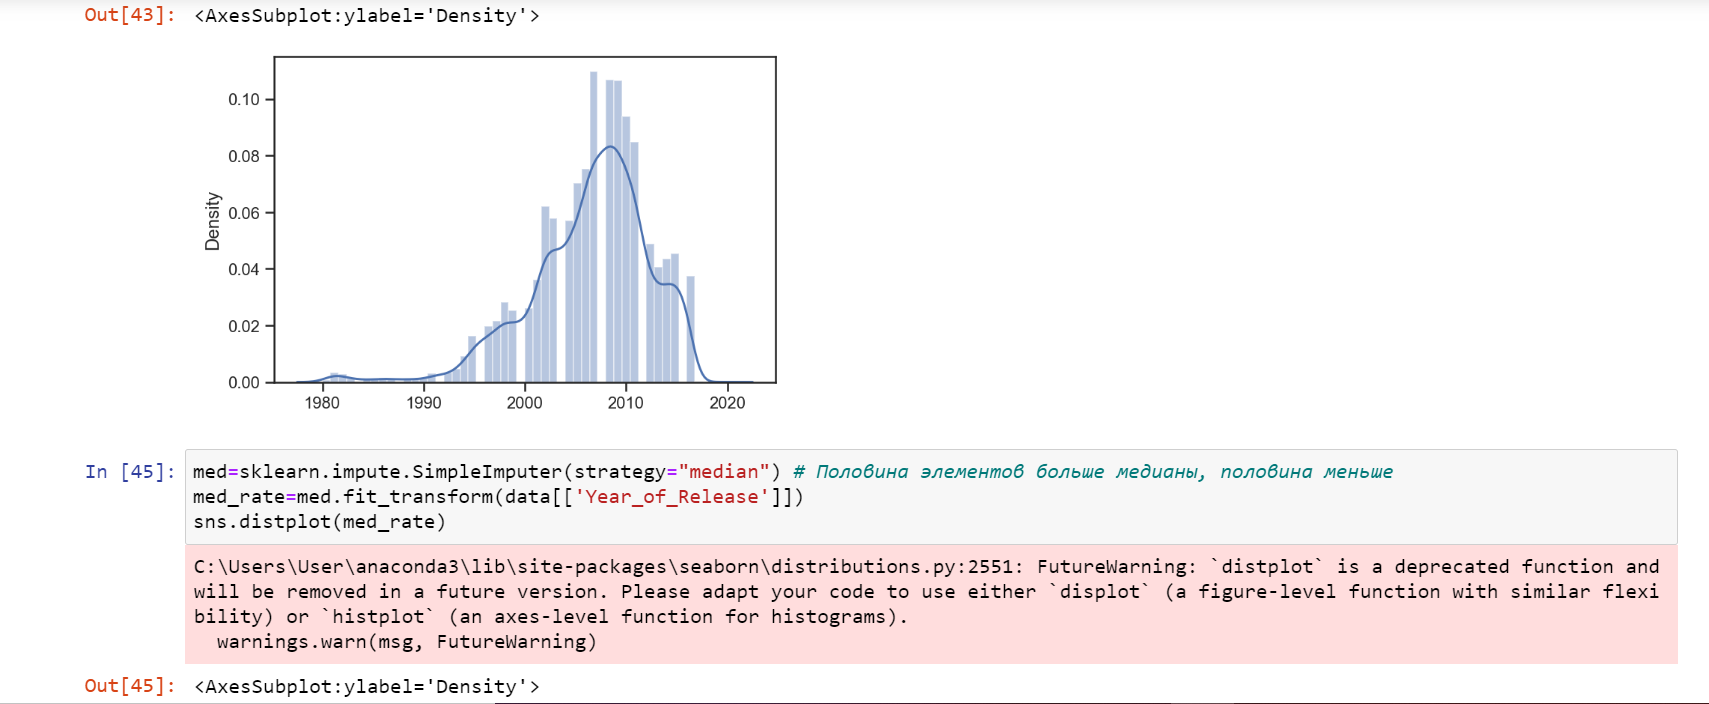 Out[43]: <AxesSubplot:ylabel='Density'>
0.10
0.08
0.06
0.04
0.02
0.00
Density
1980 1990 2000 2010 2020
In [45]: med=sklearn.impute.SimpleImputer(strategy="median") # Половина элементов больше медианы, половина меньше
med_rate=med.fit_transform(data[['Year_of_Release']])
sns.distplot(med_rate)
C:\Users\User\anaconda3\lib\site-packages\seaborn\distributions.py:2551: FutureWarning: `distplot` is a deprecated function and
will be removed in a future version. Please adapt your code to use either `displot` (a figure-level function with similar flexi
bility) or `histplot` (an axes-level function for histograms).
  warnings.warn(msg, FutureWarning)
Out[45]: <AxesSubplot:ylabel='Density'>